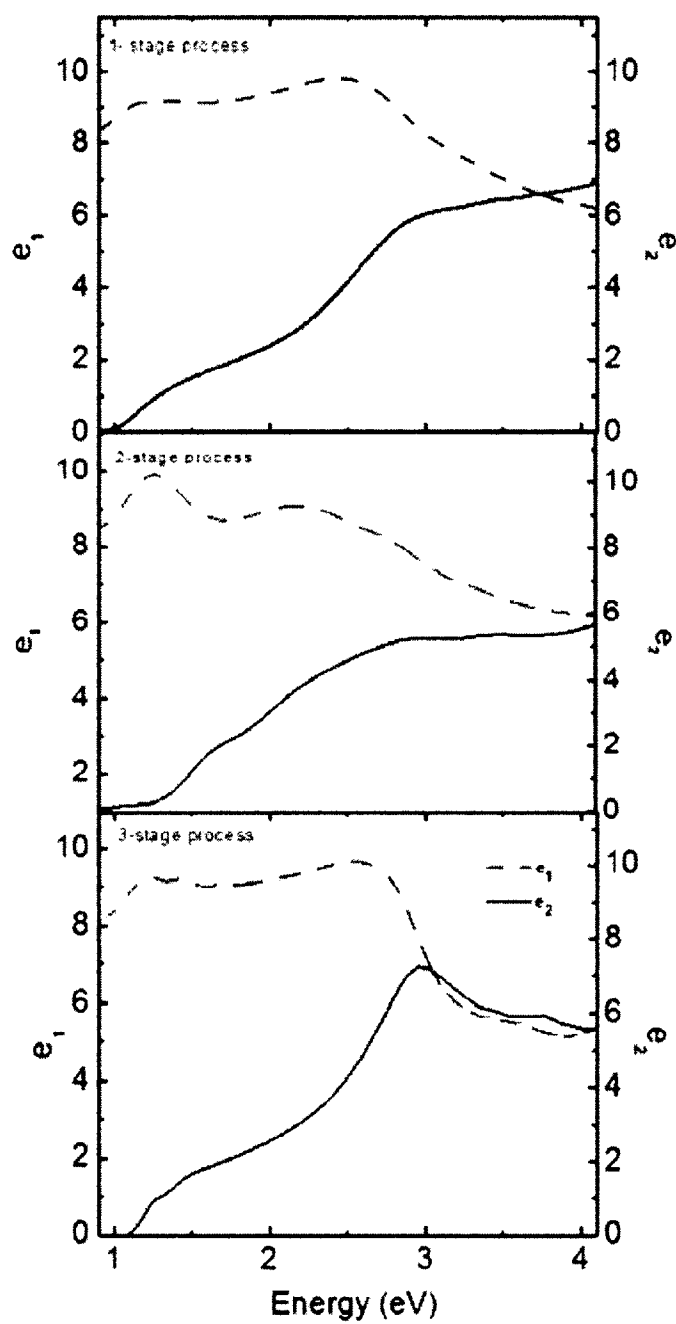 1- stage process
10 10
8 8
6 6
e₁ e₂
4 4
2 2
0 0
2-stage process
10 10
8 8
6 6
e₁ e₂
4 4
2 2
0
3-stage process
10 10
e₁
8 8
e₂
6 6
e₁ e₂
4 4
2 2
0 0
1 2 3 4
Energy (eV)